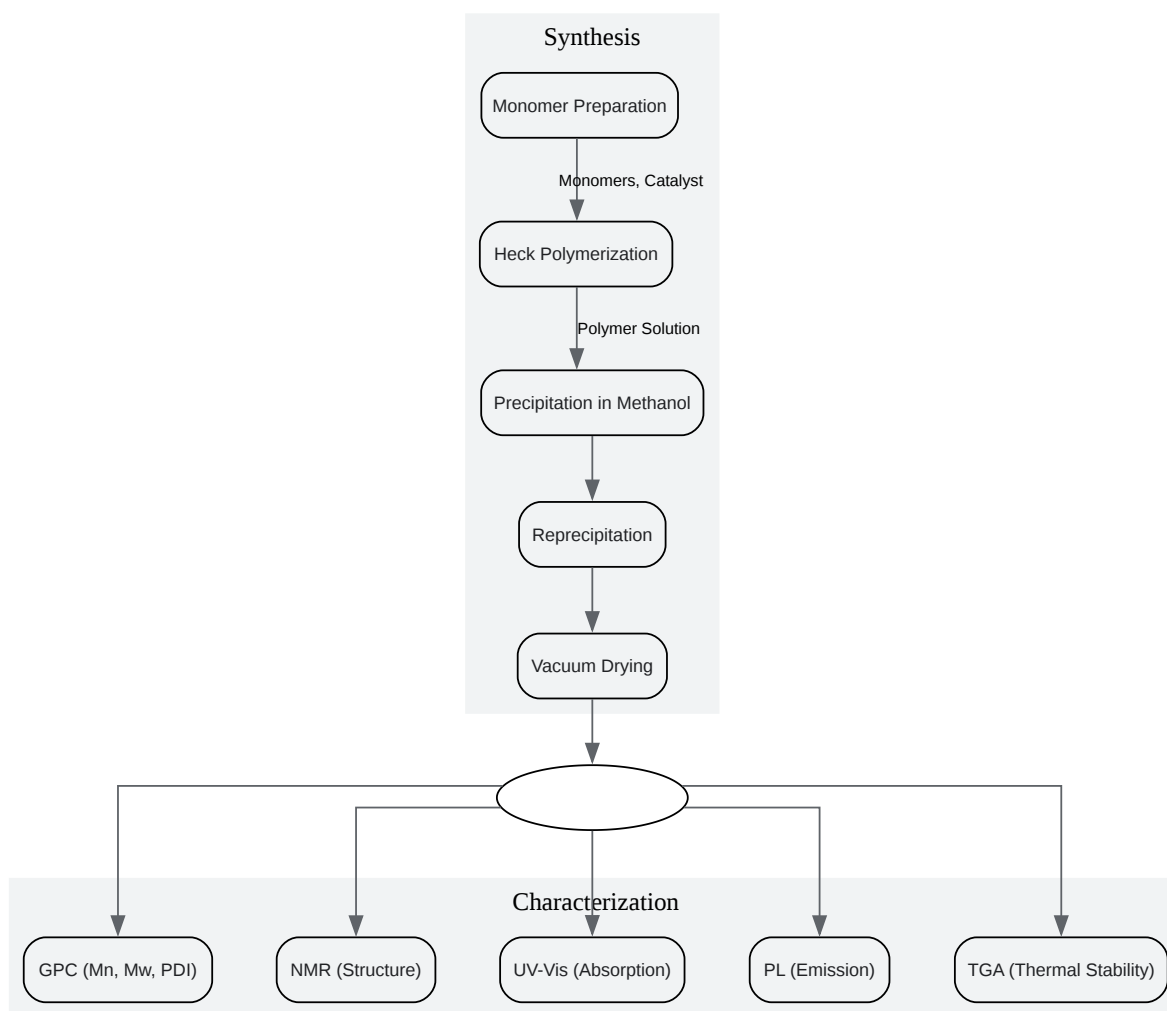 Synthesis
Monomer Preparation
Monomers, Catalyst
Heck Polymerization
Polymer Solution
Precipitation in Methanol
Reprecipitation
Vacuum Drying
Characterization
GPC (Mn, Mw, PDI)
NMR (Structure)
UV-Vis (Absorption)
PL (Emission)
TGA (Thermal Stability)